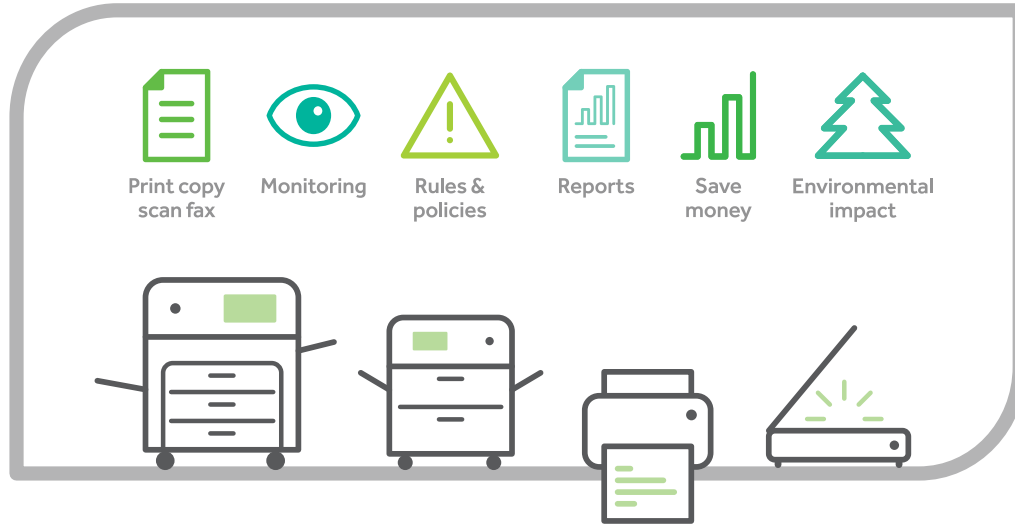 Print copy
scan fax
Monitoring
Rules &
policies
Reports
Save
money
Environmental
impact